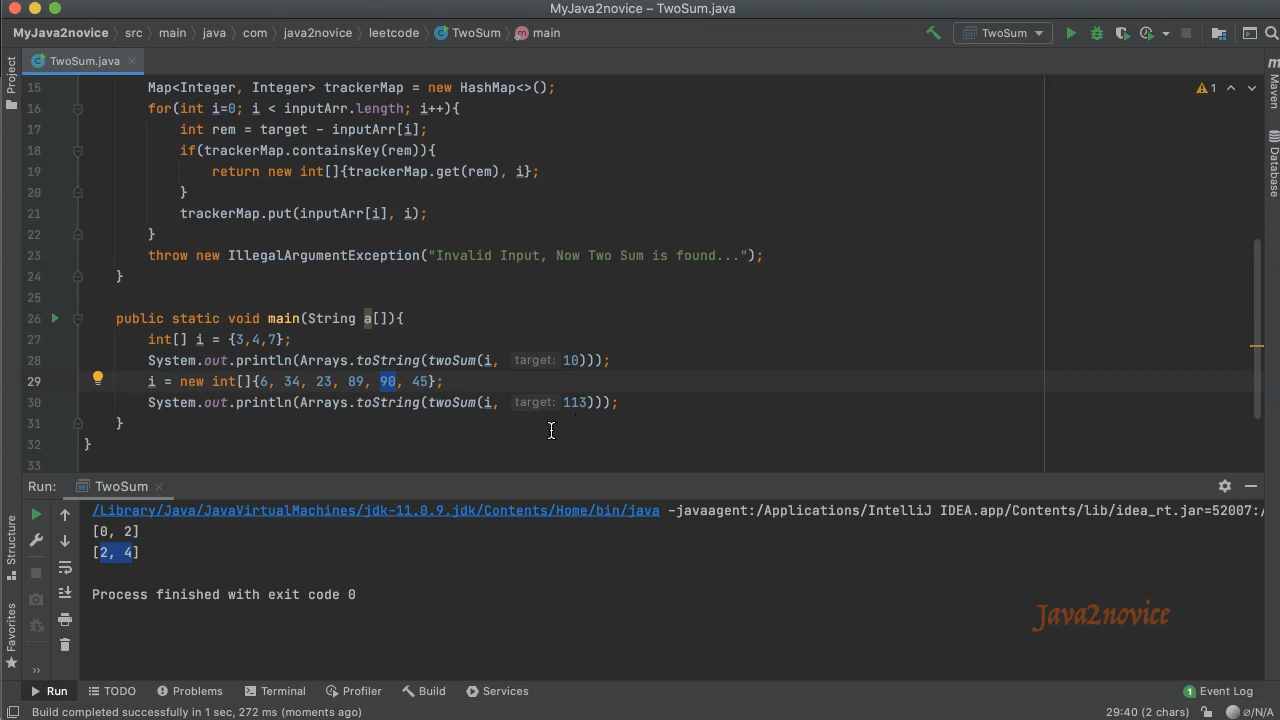 MyJava2novice – TwoSum.java
MyJava2novice src main java com java2novice leetcode TwoSum m main TwoSum
TwoSum.java
Project
Maven
Database
Structure
Favorites
1
15 Map<Integer, Integer> trackerMap = new HashMap<>();
16 for(int i=0; i < inputArr.length; i++){
17 int rem = target - inputArr[i];
18 if(trackerMap.containsKey(rem)){
19 return new int[]{trackerMap.get(rem), i};
20 }
21 trackerMap.put(inputArr[i], i);
22 }
23 throw new IllegalArgumentException("Invalid Input, Now Two Sum is found...");
24 }
25
26 public static void main(String a[]){
27 int[] i = {3,4,7};
28 System.out.println(Arrays.toString(twoSum(i, target: 10)));
29 i = new int[]{6, 34, 23, 89, 90, 45};
30 System.out.println(Arrays.toString(twoSum(i, target: 113)));
31 }
32 }
33
Run: TwoSum
/Library/Java/JavaVirtualMachines/jdk-11.0.9.jdk/Contents/Home/bin/java -javaagent:/Applications/IntelliJ IDEA.app/Contents/lib/idea_rt.jar=52007:/
[0, 2]
[2, 4]
Process finished with exit code 0
Java2novice
Run TODO Problems Terminal Profiler Build Services 1 Event Log
Build completed successfully in 1 sec, 272 ms (moments ago) 29:40 (2 chars) ⌀/N/A